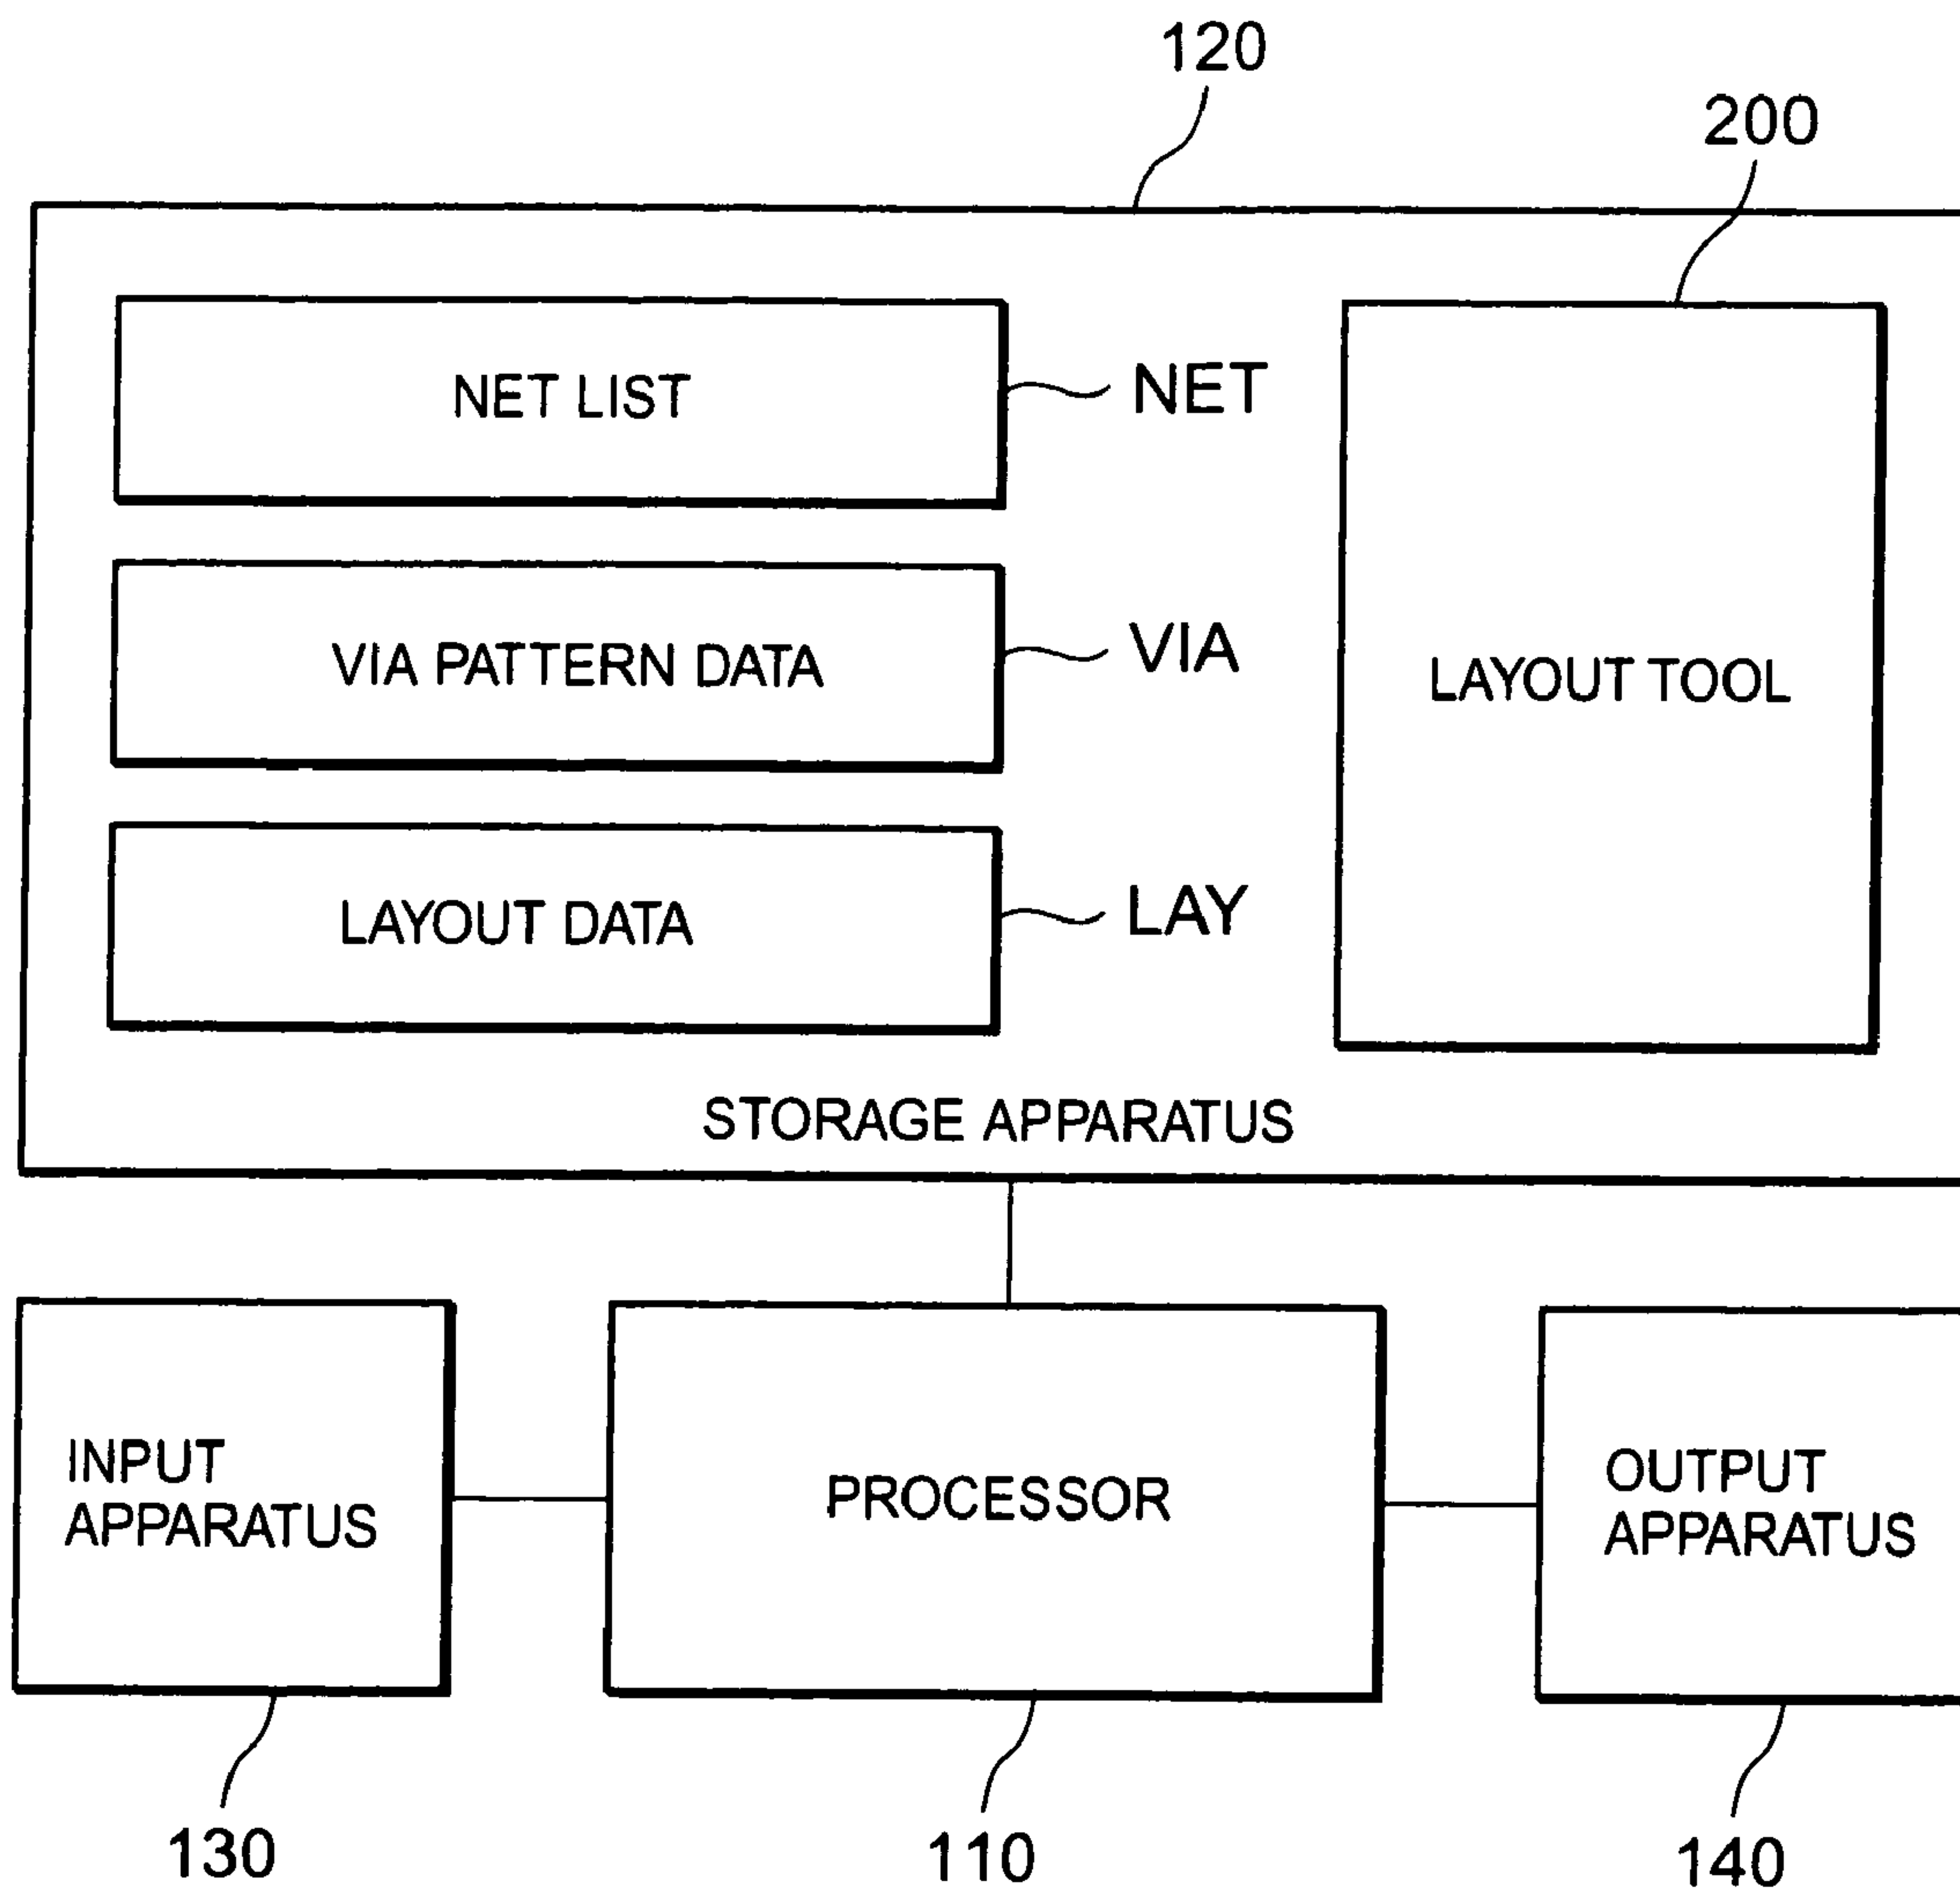 120
200
NET LIST
NET
VIA PATTERN DATA
VIA
LAYOUT TOOL
LAYOUT DATA
LAY
STORAGE APPARATUS
INPUT
APPARATUS
PROCESSOR
OUTPUT
APPARATUS
130
110
140